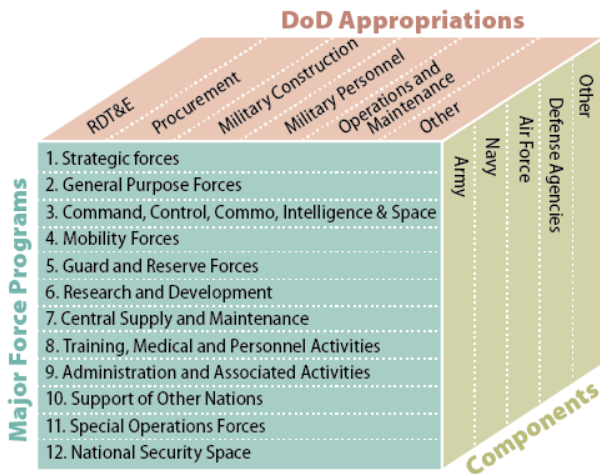 DoD Appropriations
RDT&E
Procurement
Military Construction
Military Personnel
Operations and
Maintenance
Other
Major Force Programs
1. Strategic forces
2. General Purpose Forces
3. Command, Control, Commo, Intelligence & Space
4. Mobility Forces
5. Guard and Reserve Forces
6. Research and Development
7. Central Supply and Maintenance
8. Training, Medical and Personnel Activities
9. Administration and Associated Activities
10. Support of Other Nations
11. Special Operations Forces
12. National Security Space
Army
Navy
Air Force
Defense Agencies
Other
Components